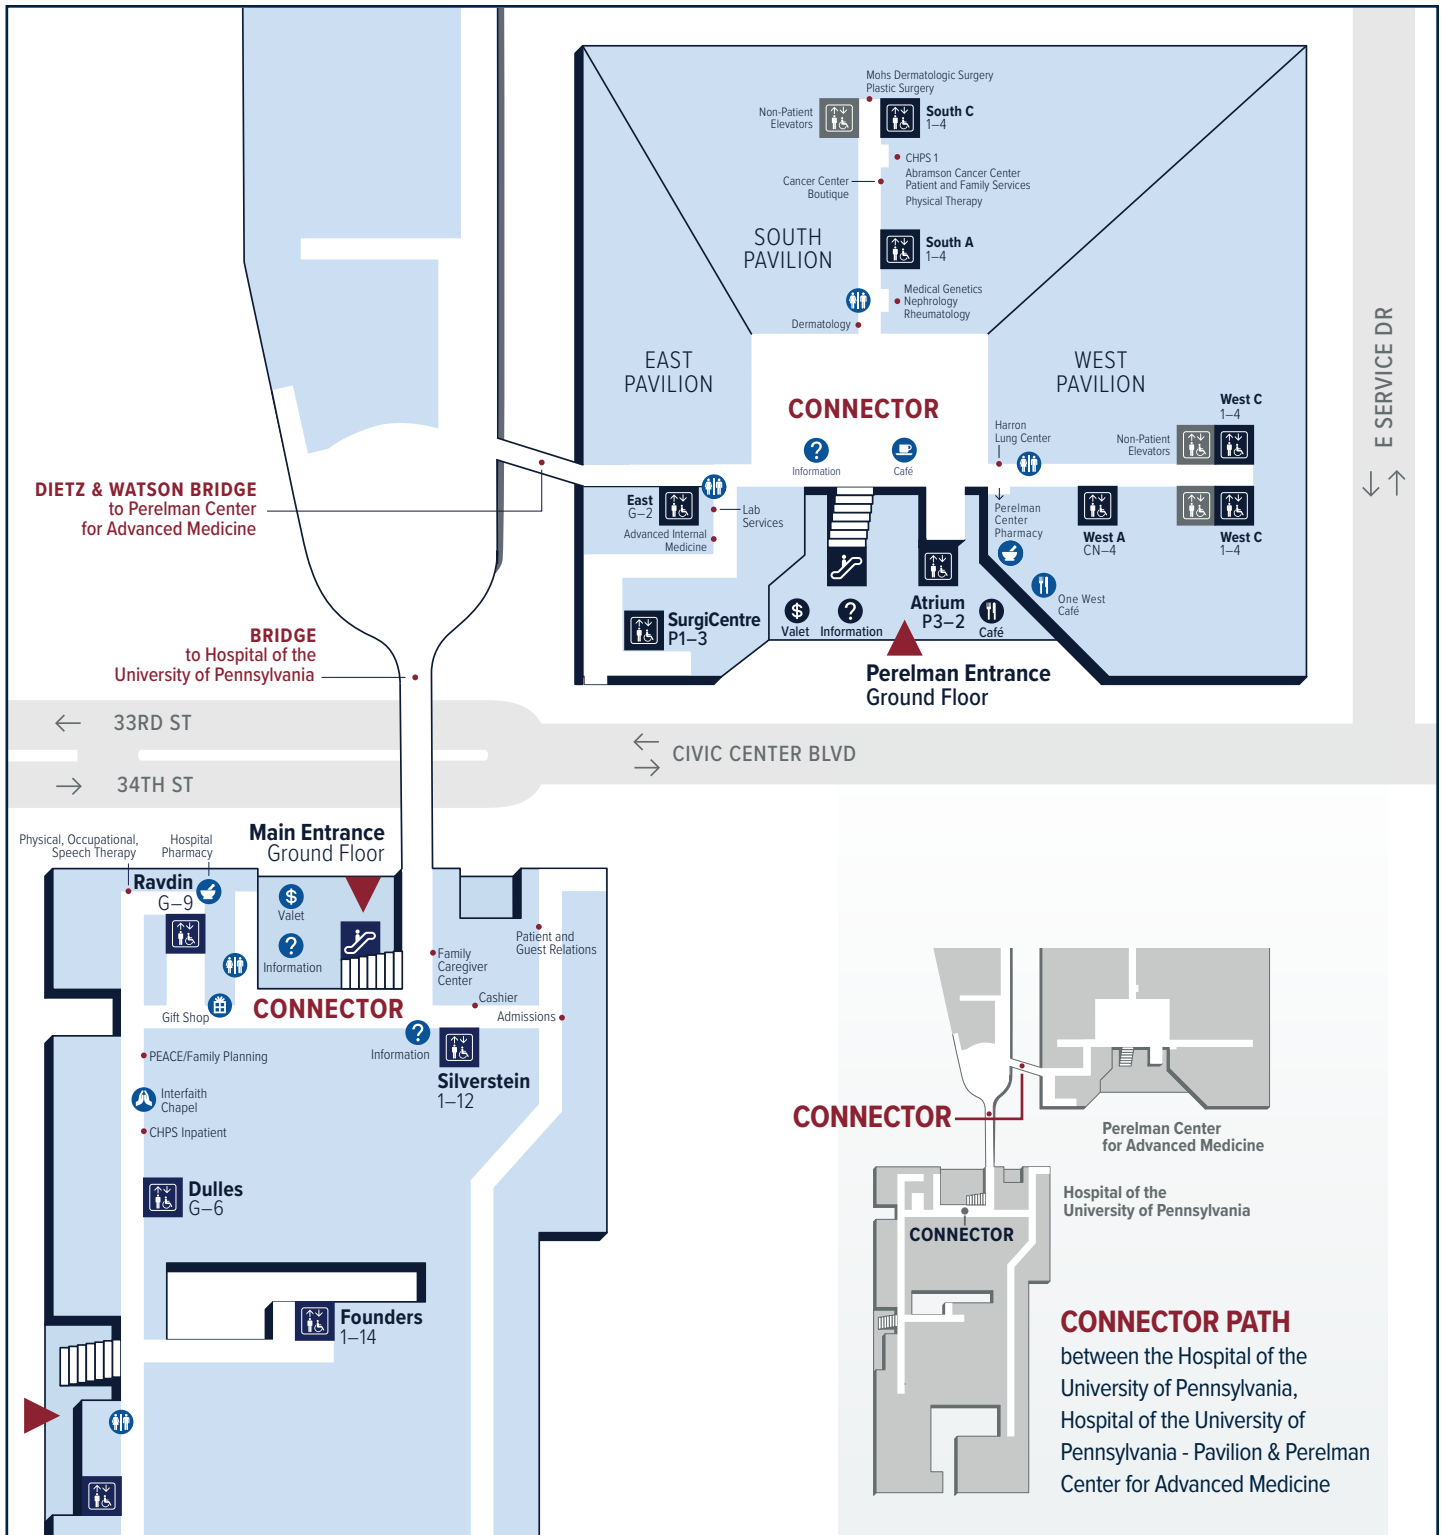 Mohs Dermatologic Surgery
Plastic Surgery
Non-Patient
Elevators
South C
1–4
CHPS 1
Abramson Cancer Center
Patient and Family Services
Physical Therapy
Cancer Center
Boutique
SOUTH
PAVILION
South A
1–4
Medical Genetics
Nephrology
Rheumatology
Dermatology
EAST
PAVILION
WEST
PAVILION
CONNECTOR
?
Information
Café
Harron
Lung Center
Non-Patient
Elevators
West C
1–4
E SERVICE DR
DIETZ & WATSON BRIDGE
to Perelman Center
for Advanced Medicine
East
G–2
Lab
Services
Advanced Internal
Medicine
Perelman
Center
Pharmacy
West A
CN–4
West C
1–4
One West
Café
SurgiCentre
P1–3
$
Valet
?
Information
Atrium
P3–2
Café
Perelman Entrance
Ground Floor
BRIDGE
to Hospital of the
University of Pennsylvania
33RD ST
34TH ST
CIVIC CENTER BLVD
Physical, Occupational,
Speech Therapy
Hospital
Pharmacy
Main Entrance
Ground Floor
Ravdin
G–9
$
Valet
?
Information
Family
Caregiver
Center
Patient and
Guest Relations
Cashier
Admissions
Gift Shop
CONNECTOR
?
Information
Silverstein
1–12
PEACE/Family Planning
Interfaith
Chapel
CHPS Inpatient
Dulles
G–6
Founders
1–14
CONNECTOR
Perelman Center
for Advanced Medicine
Hospital of the
University of Pennsylvania
CONNECTOR
CONNECTOR PATH
between the Hospital of the
University of Pennsylvania,
Hospital of the University of
Pennsylvania - Pavilion & Perelman
Center for Advanced Medicine